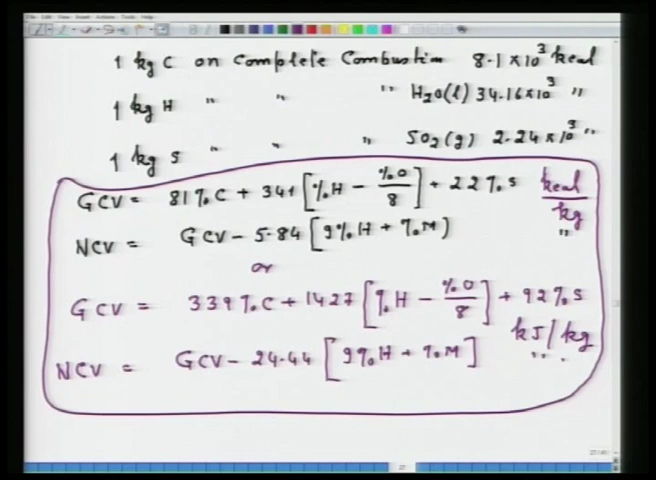 1 kg C on Complete Combustion 8.1 × 10³ kcal
1 kg H " " " H₂O(l) 34.16×10³ "
1 kg S " " " SO₂(g) 2.24×10³ "
GCV = 81%C + 341 [%H - %O/8] + 22%S kcal/kg
NCV = GCV - 5.84 [9%H + %M] "
or
GCV = 339%C + 1427 [%H - %O/8] + 92%S kJ/kg
NCV = GCV - 24.44 [9%H + %M] " .